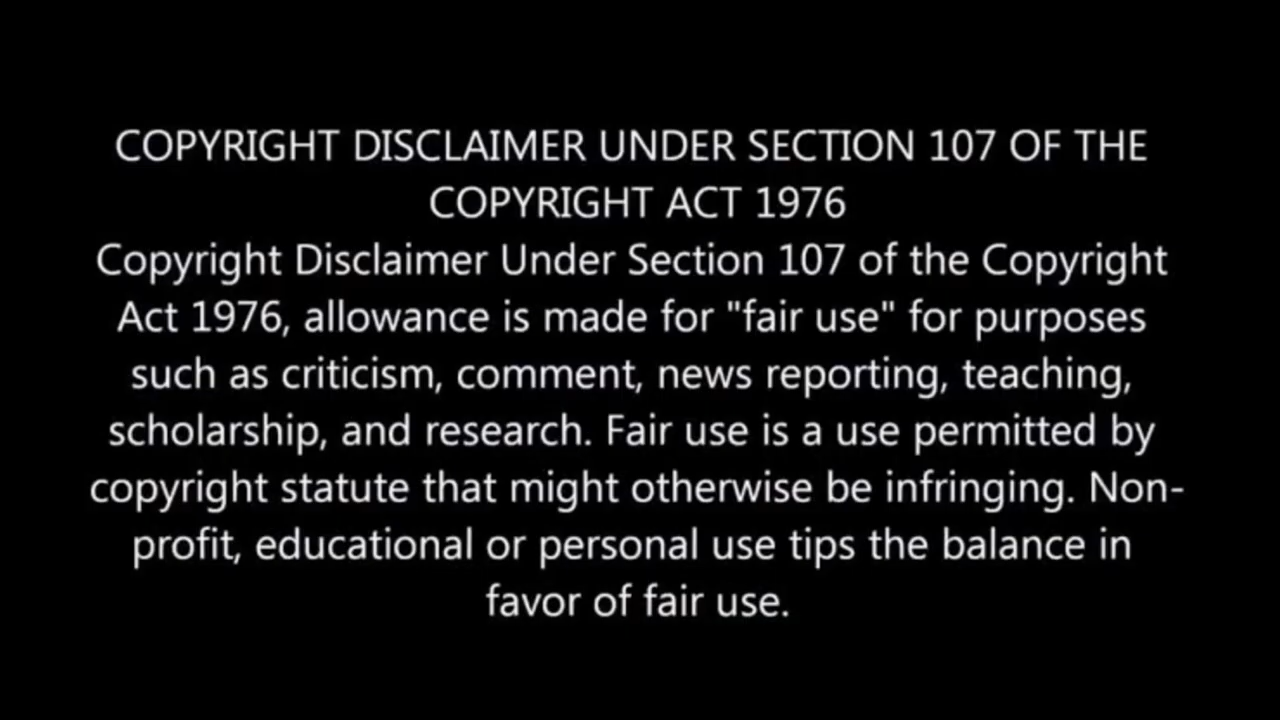 COPYRIGHT DISCLAIMER UNDER SECTION 107 OF THE
COPYRIGHT ACT 1976
Copyright Disclaimer Under Section 107 of the Copyright
Act 1976, allowance is made for "fair use" for purposes
such as criticism, comment, news reporting, teaching,
scholarship, and research. Fair use is a use permitted by
copyright statute that might otherwise be infringing. Non-
profit, educational or personal use tips the balance in
favor of fair use.